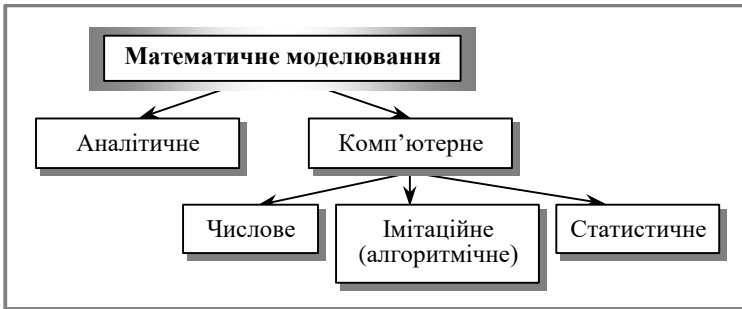 Математичне моделювання
Аналітичне
Комп’ютерне
Числове
Імітаційне
(алгоритмічне)
Статистичне